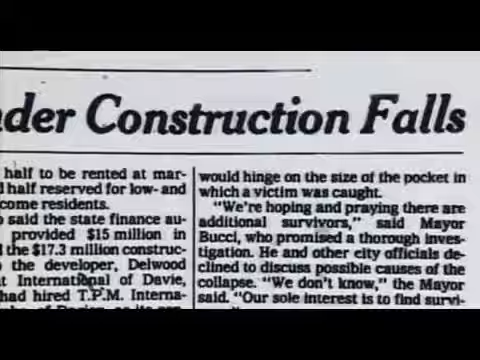 nder Construction Falls
half to be rented at mar-
d half reserved for low- and
come residents.
o said the state finance au-
provided $15 million in
the $17.3 million construc-
o the developer, Delwood
t International of Davie,
had hired T.P.M. Interna-
would hinge on the size of the pocket in
which a victim was caught.
"We're hoping and praying there are
additional survivors," said Mayor
Bucci, who promised a thorough inves-
tigation. He and other city officials de-
clined to discuss possible causes of the
collapse. "We don't know," the Mayor
said. "Our sole interest is to find survi-